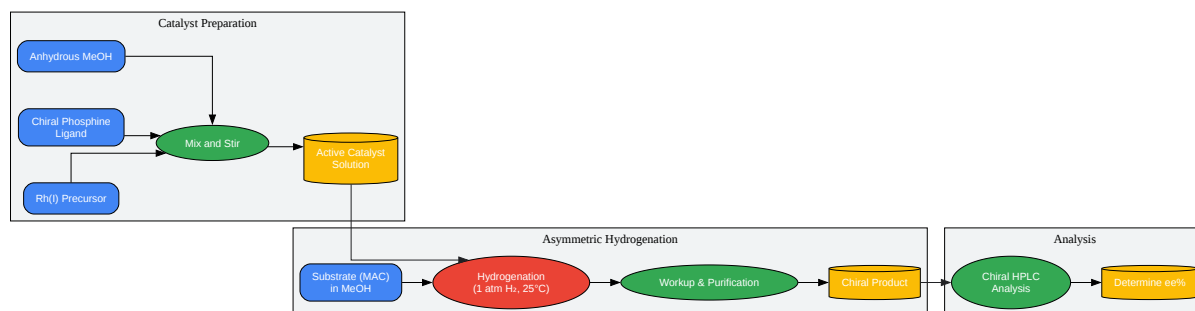 Catalyst Preparation
Anhydrous MeOH
Chiral Phosphine
Ligand
Mix and Stir
Active Catalyst
Solution
Rh(I) Precursor
Asymmetric Hydrogenation
Substrate (MAC)
in MeOH
Hydrogenation
(1 atm H₂, 25°C)
Workup & Purification
Chiral Product
Analysis
Chiral HPLC
Analysis
Determine ee%